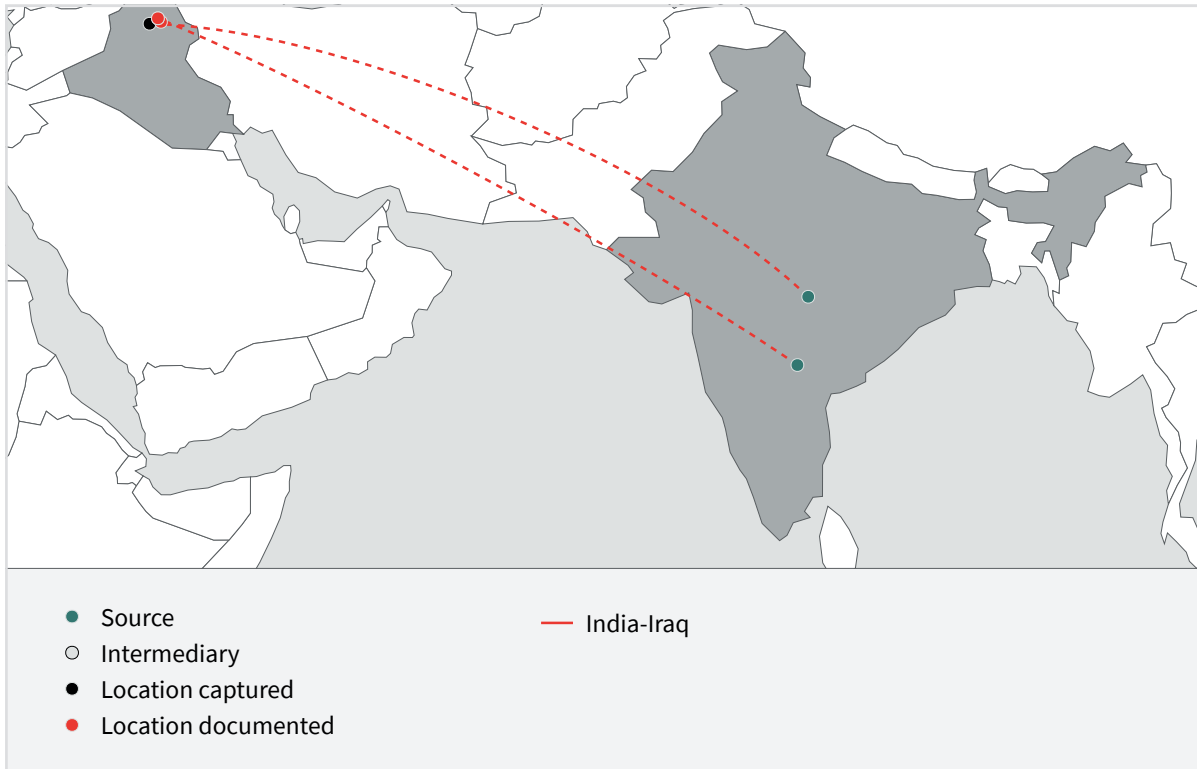 Source
Intermediary
Location captured
Location documented
India-Iraq